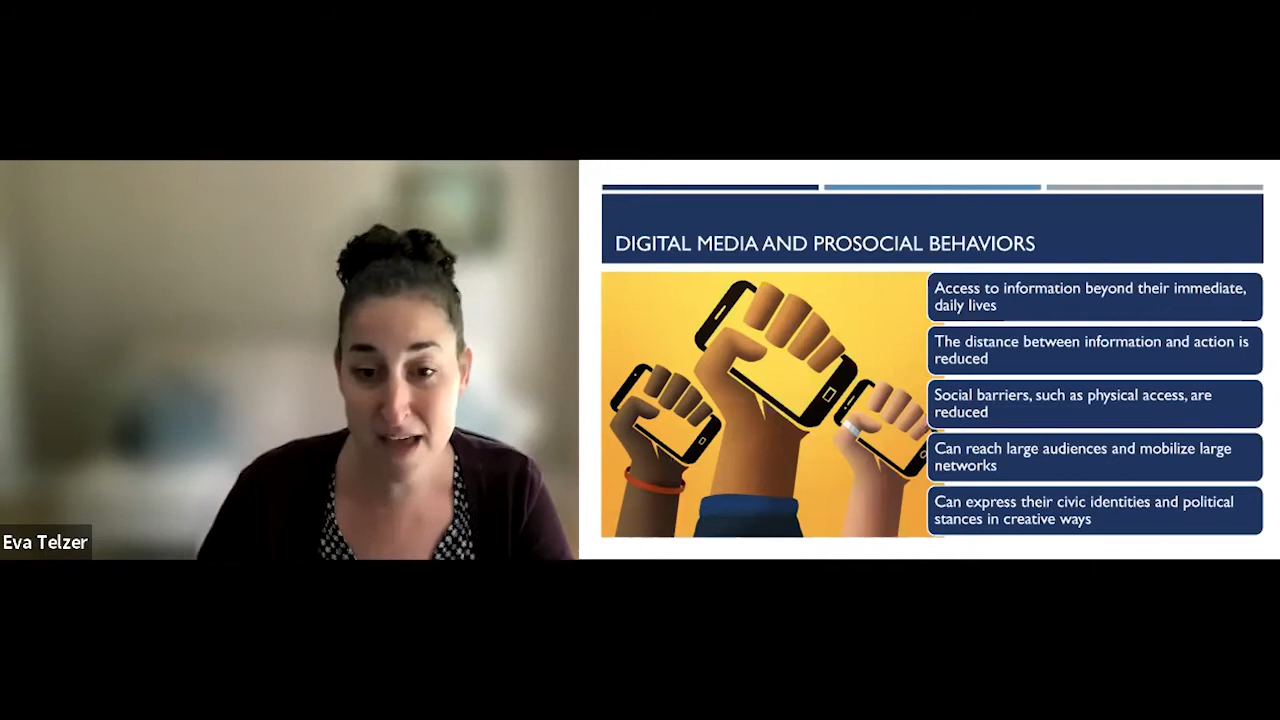 Eva Telzer
DIGITAL MEDIA AND PROSOCIAL BEHAVIORS
Access to information beyond their immediate,
daily lives
The distance between information and action is
reduced
Social barriers, such as physical access, are
reduced
Can reach large audiences and mobilize large
networks
Can express their civic identities and political
stances in creative ways